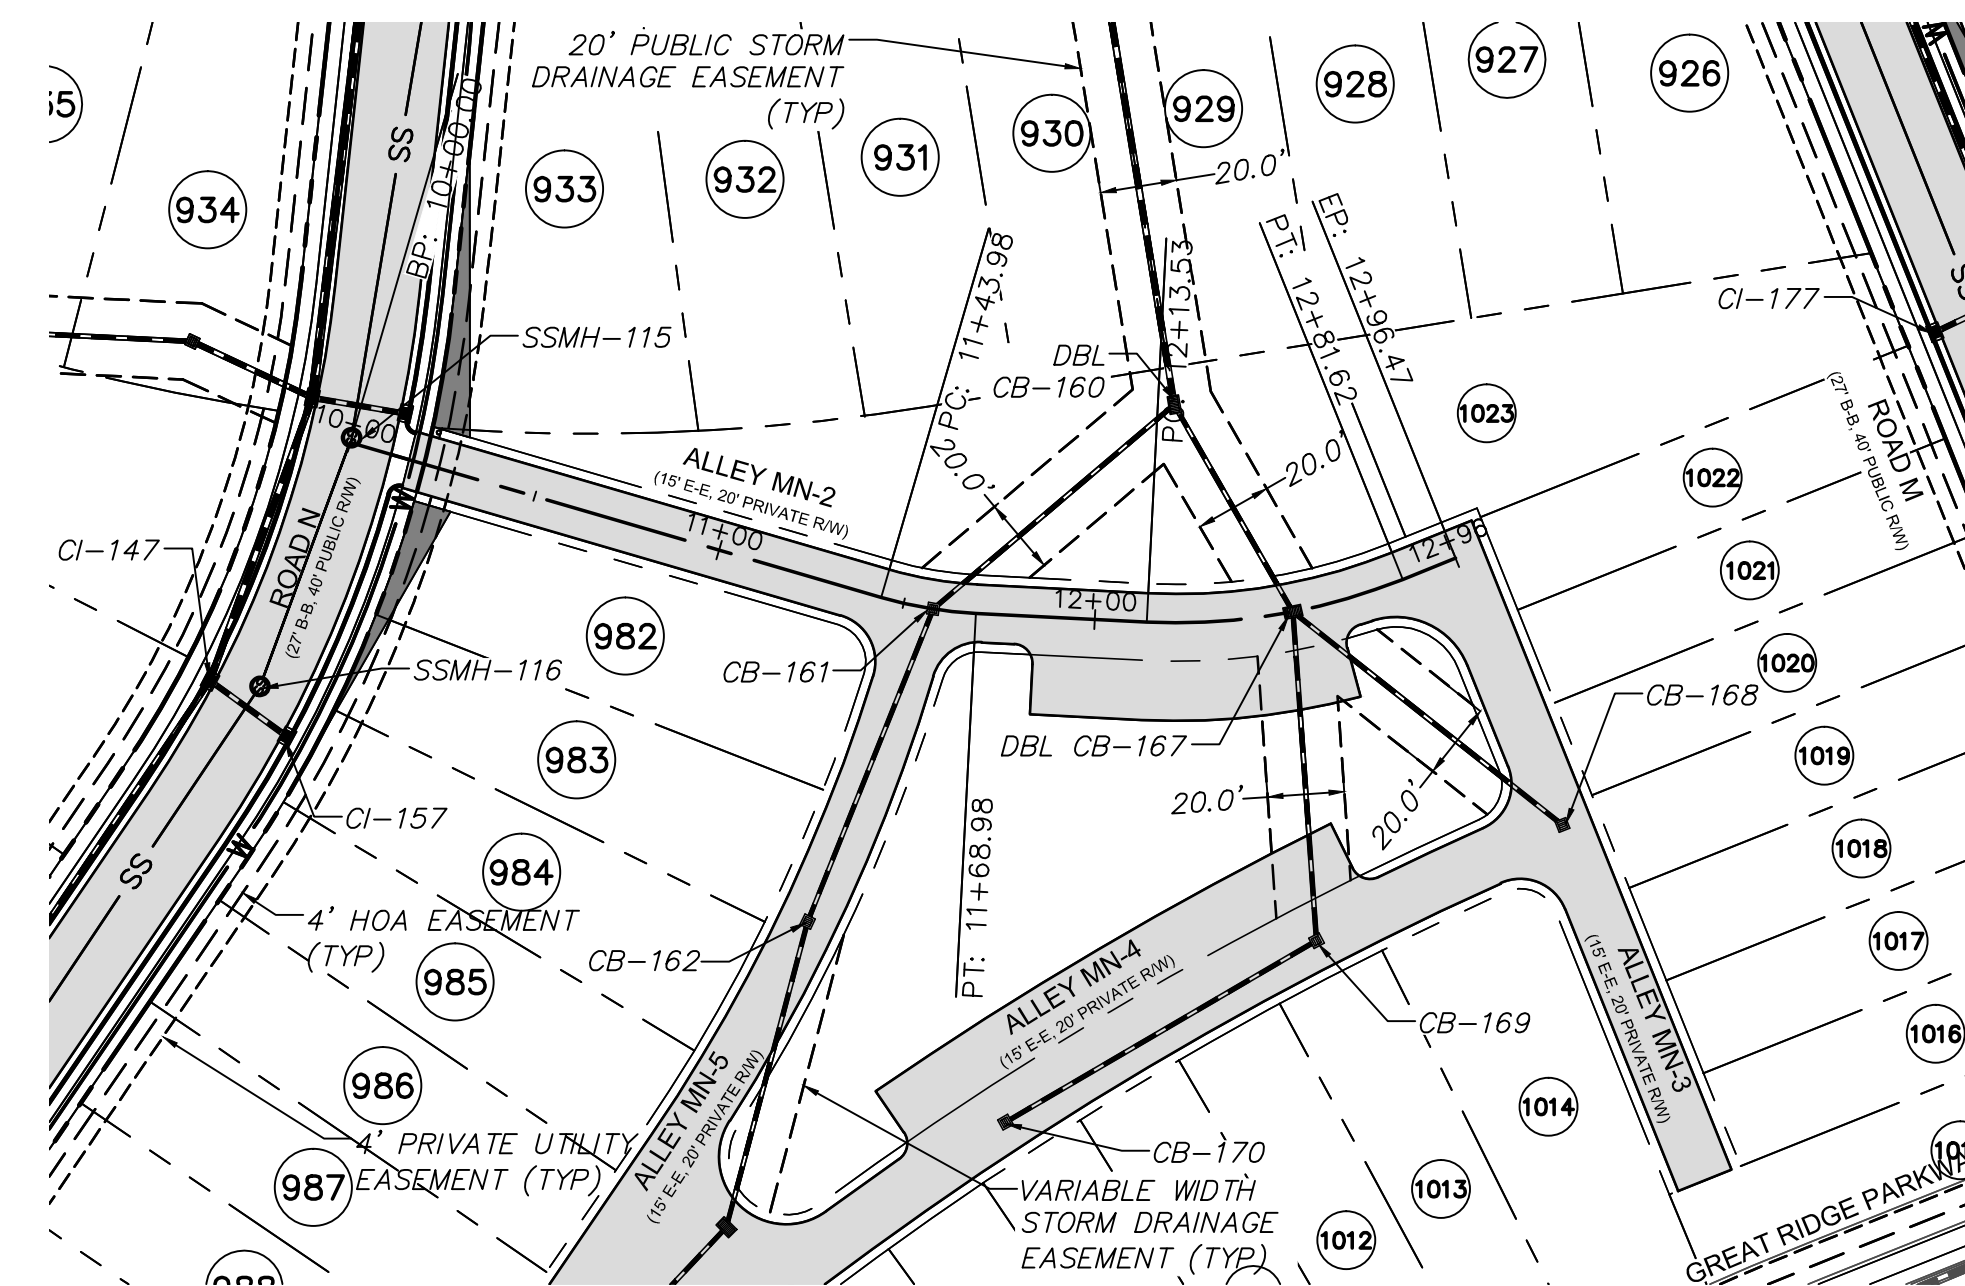 20' PUBLIC STORM
DRAINAGE EASEMENT
(TYP)
934
933
932
931
930
929
928
927
926
SS
BP: 10+00.00
20.0'
W
PC: 11+43.98
12+13.53
PT: 12+81.62
EP: 12+96.47
CI-177
SSMH-115
DBL
CB-160
1023
10+00
20.0'
20.0'
ROAD M
(27' B-B, 40' PUBLIC R/W)
1022
ALLEY MN-2
(15' E-E, 20' PRIVATE R/W)
11+00
12+96
CI-147
W
ROAD N
(27' B-B, 40' PUBLIC R/W)
1021
982
12+00
1020
SSMH-116
CB-161
CB-168
983
DBL CB-167
1019
CI-157
20.0'
20.0'
W
SS
984
PT: 11+68.98
1018
4' HOA EASEMENT
(TYP)
CB-162
985
ALLEY MN-4
(15' E-E, 20' PRIVATE R/W)
1017
ALLEY MN-3
(15' E-E, 20' PRIVATE R/W)
CB-169
1016
986
ALLEY MN-5
(15' E-E, 20' PRIVATE R/W)
1014
4' PRIVATE UTILITY
EASEMENT (TYP)
CB-170
987
VARIABLE WIDTH
STORM DRAINAGE
EASEMENT (TYP)
1013
1012
988
GREAT RIDGE PARKWA